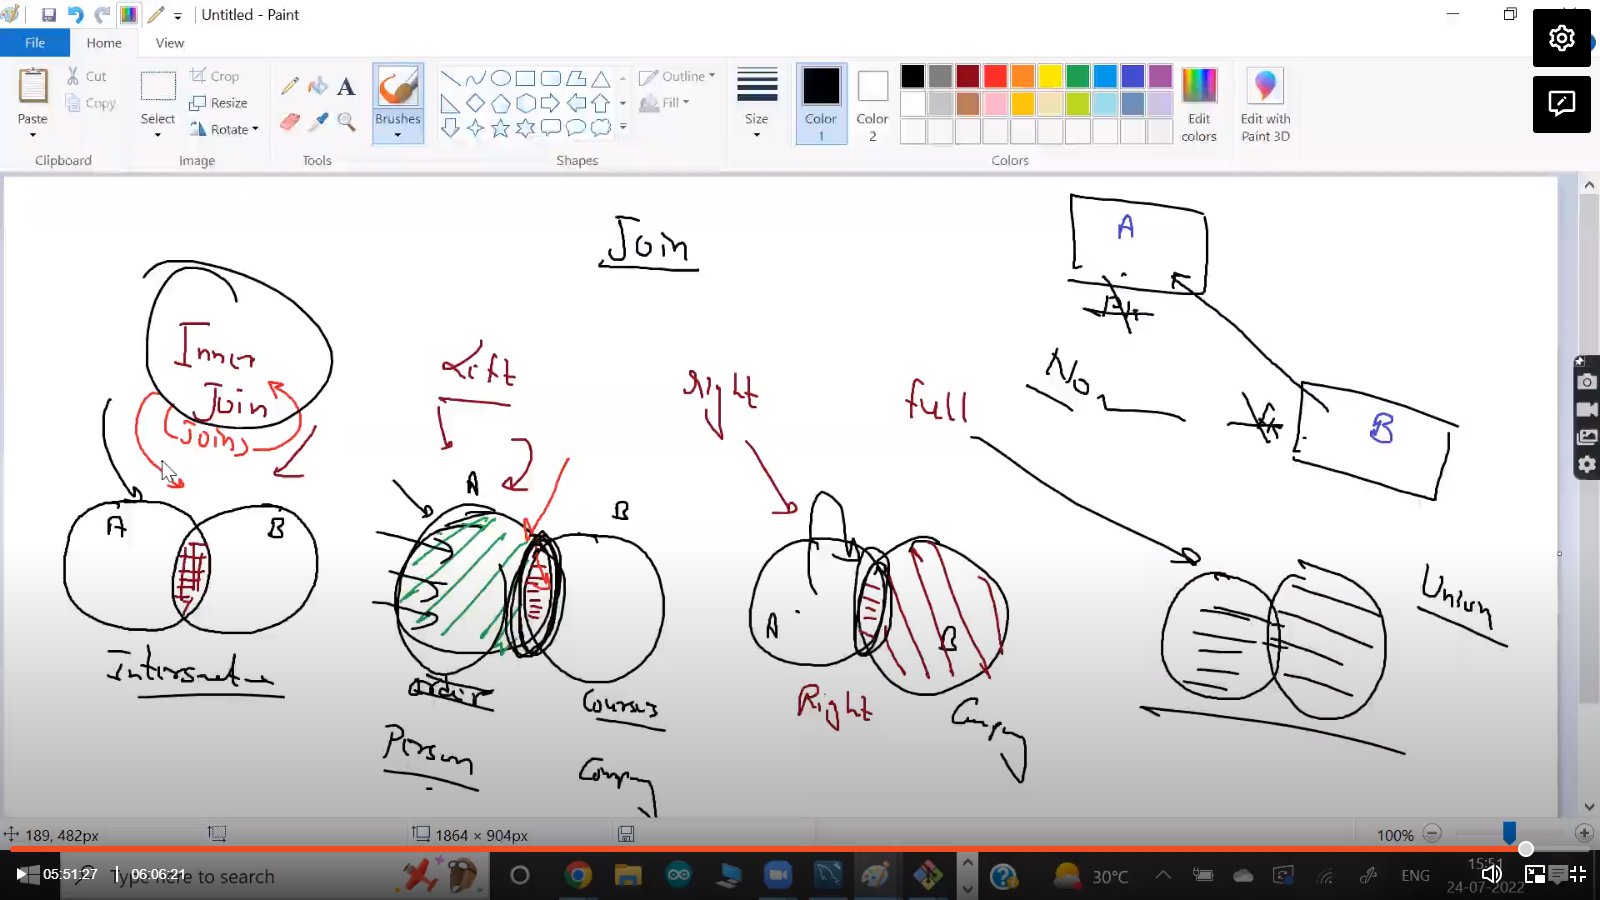 Untitled - Paint
File
Home
View
Paste
Cut
Copy
Clipboard
Select
Crop
Resize
Rotate
Image
Tools
Brushes
Shapes
Outline
Fill
Size
Color 1
Color 2
Colors
Edit colors
Edit with Paint 3D
Join
A
B
No
Inner
Join
(Join)
Left
Right
full
A
B
A
B
A
B
Union
Courses
Person
Company
Right
Company
189, 482px
1864 × 904px
100%
05:51:27
06:06:21
Type here to search
30°C
ENG
15:51
24-07-2022